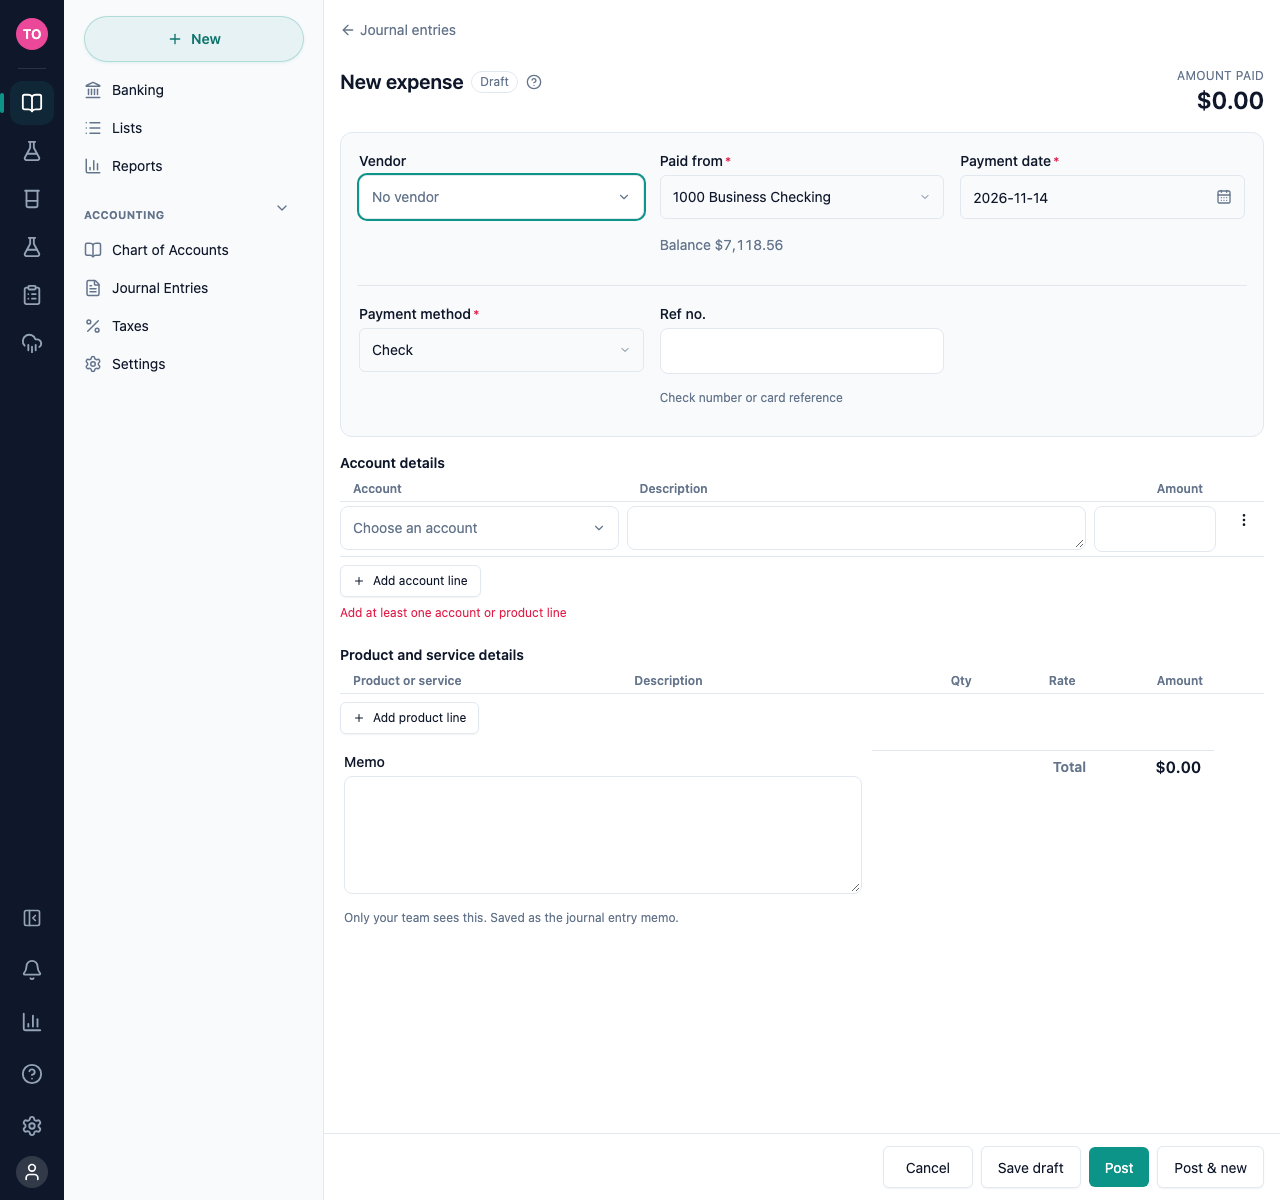 TO
New
Banking
Lists
Reports
ACCOUNTING
Chart of Accounts
Journal Entries
Taxes
Settings
Journal entries
New expense
Draft
AMOUNT PAID
$0.00
Vendor
No vendor
Paid from*
1000 Business Checking
Balance $7,118.56
Payment date*
2026-11-14
Payment method*
Check
Ref no.
Check number or card reference
Account details
Account Description Amount
Choose an account
Add account line
Add at least one account or product line
Product and service details
Product or service Description Qty Rate Amount
Add product line
Memo
Total $0.00
Only your team sees this. Saved as the journal entry memo.
Cancel
Save draft
Post
Post & new